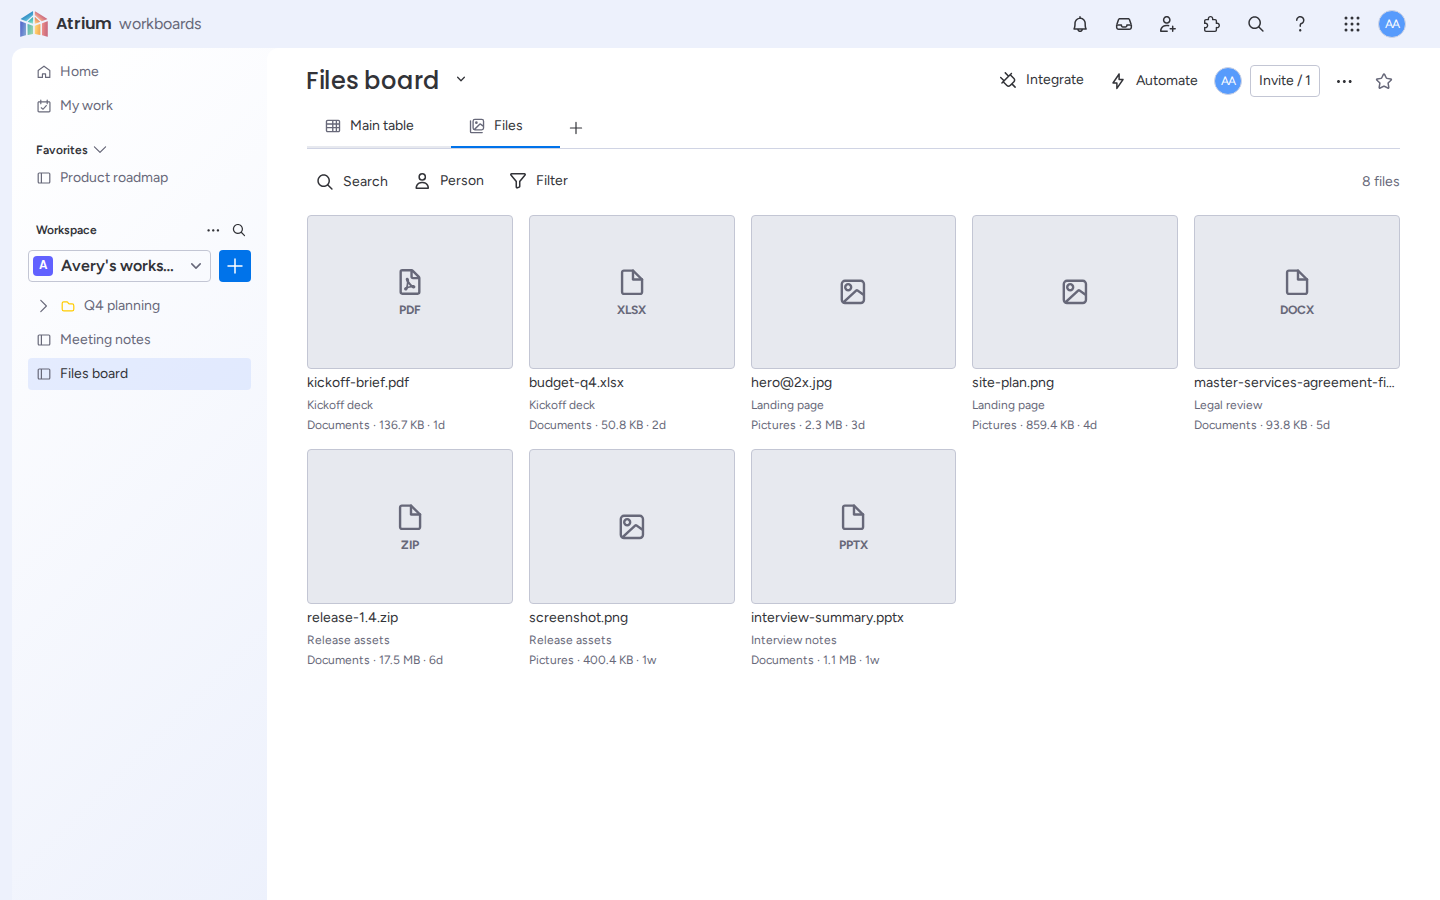 Atrium workboards
AA
Home
My work
Favorites
Product roadmap
Workspace
A Avery's works...
Q4 planning
Meeting notes
Files board
Files board
Integrate
Automate
AA
Invite / 1
Main table
Files
Search
Person
Filter
8 files
PDF
kickoff-brief.pdf
Kickoff deck
Documents · 136.7 KB · 1d
XLSX
budget-q4.xlsx
Kickoff deck
Documents · 50.8 KB · 2d
hero@2x.jpg
Landing page
Pictures · 2.3 MB · 3d
site-plan.png
Landing page
Pictures · 859.4 KB · 4d
DOCX
master-services-agreement-fi...
Legal review
Documents · 93.8 KB · 5d
ZIP
release-1.4.zip
Release assets
Documents · 17.5 MB · 6d
screenshot.png
Release assets
Pictures · 400.4 KB · 1w
PPTX
interview-summary.pptx
Interview notes
Documents · 1.1 MB · 1w